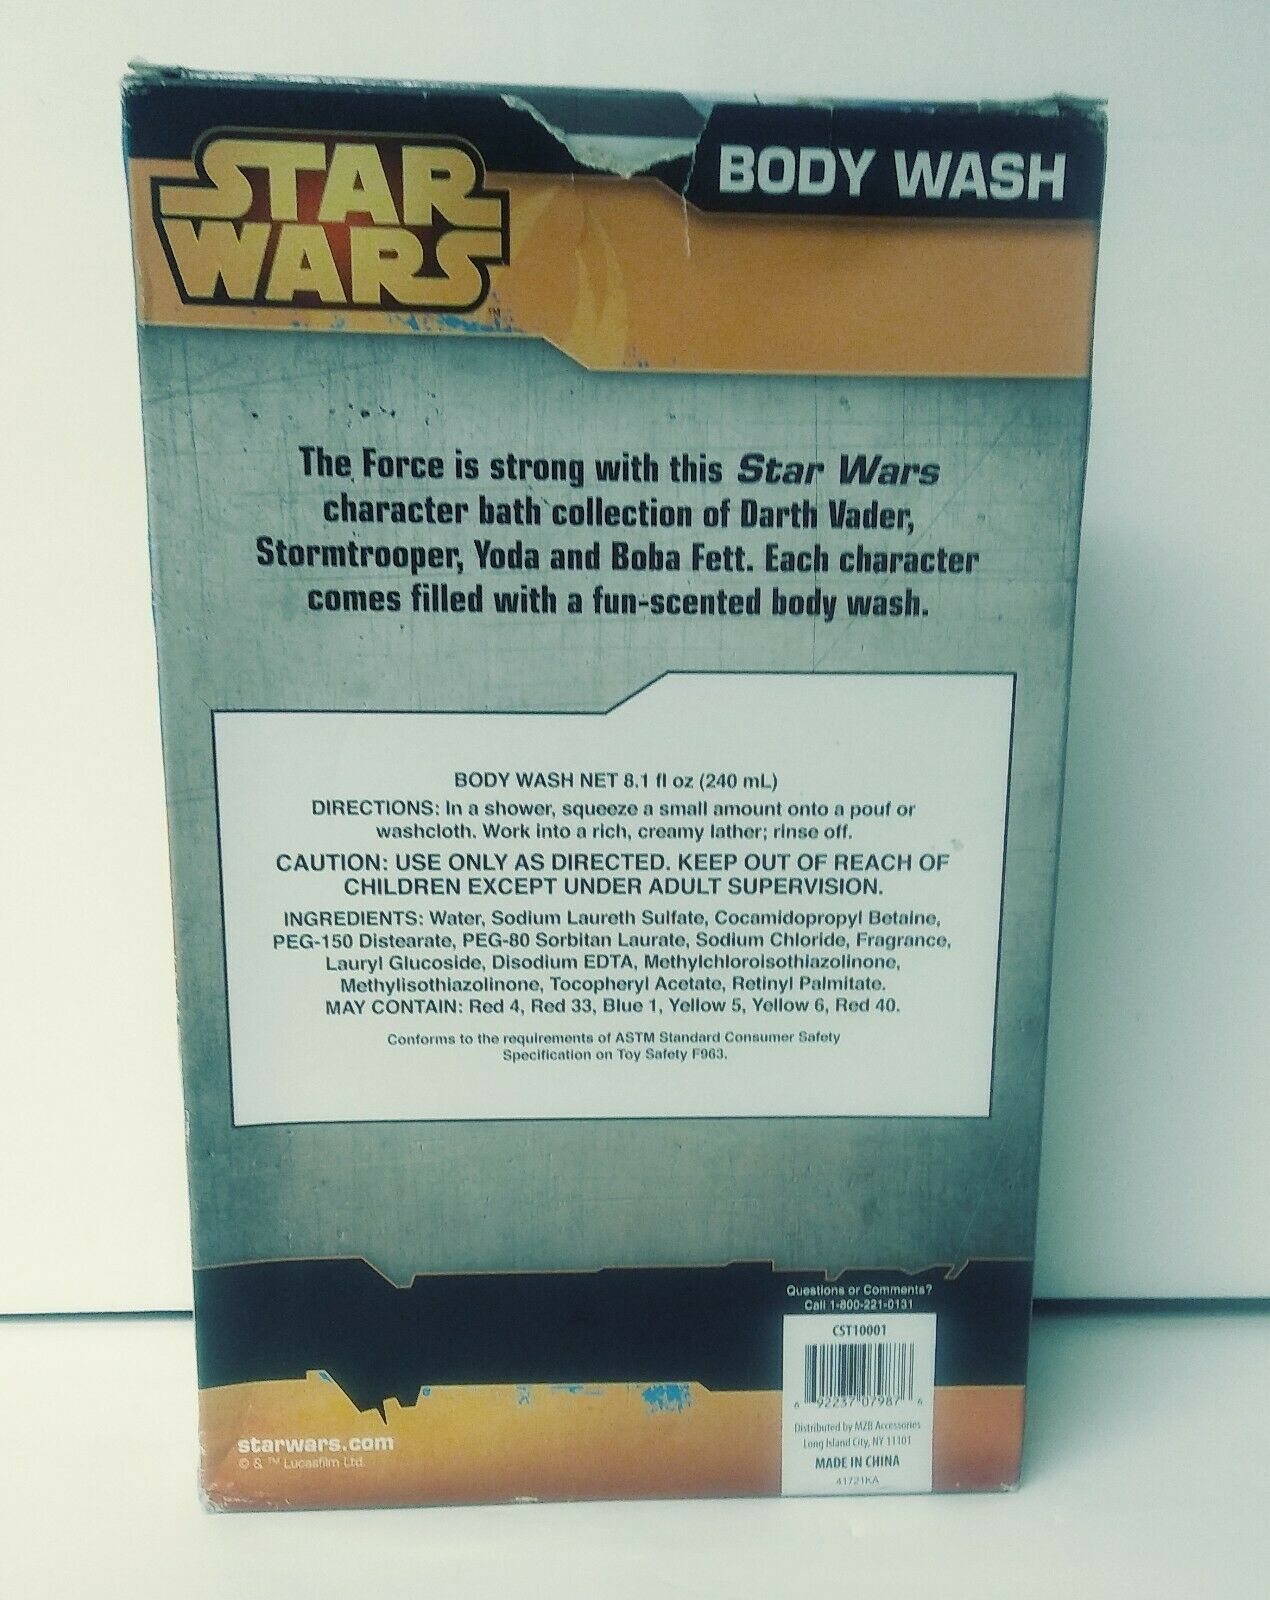 STAR
WARS
™
BODY WASH
The Force is strong with this Star Wars
character bath collection of Darth Vader,
Stormtrooper, Yoda and Boba Fett. Each character
comes filled with a fun-scented body wash.
BODY WASH NET 8.1 fl oz (240 mL)
DIRECTIONS: In a shower, squeeze a small amount onto a pouf or
washcloth. Work into a rich, creamy lather; rinse off.
CAUTION: USE ONLY AS DIRECTED. KEEP OUT OF REACH OF
CHILDREN EXCEPT UNDER ADULT SUPERVISION.
INGREDIENTS: Water, Sodium Laureth Sulfate, Cocamidopropyl Betaine,
PEG-150 Distearate, PEG-80 Sorbitan Laurate, Sodium Chloride, Fragrance,
Lauryl Glucoside, Disodium EDTA, Methylchloroisothiazolinone,
Methylisothiazolinone, Tocopheryl Acetate, Retinyl Palmitate.
MAY CONTAIN: Red 4, Red 33, Blue 1, Yellow 5, Yellow 6, Red 40.
Conforms to the requirements of ASTM Standard Consumer Safety
Specification on Toy Safety F963.
Questions or Comments?
Call 1-800-221-0131
CST10001
6 92237 07987 6
Distributed by MZB Accessories
Long Island City, NY 11101
MADE IN CHINA
41721KA
starwars.com
© & ™ Lucasfilm Ltd.